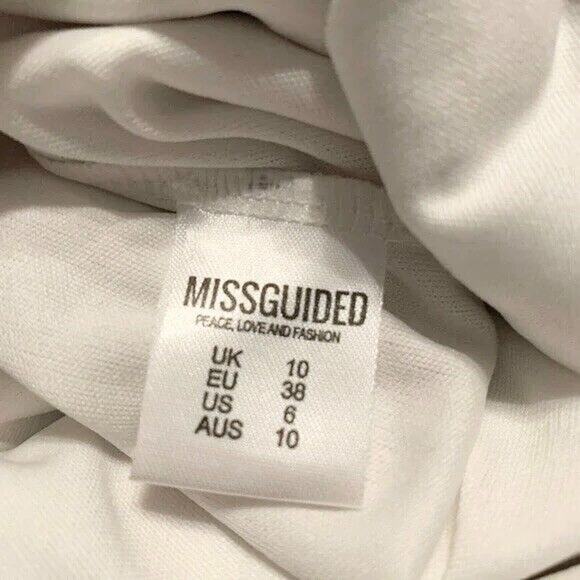 MISSGUIDED
PEACE, LOVE AND FASHION
UK 10
EU 38
US 6
AUS 10